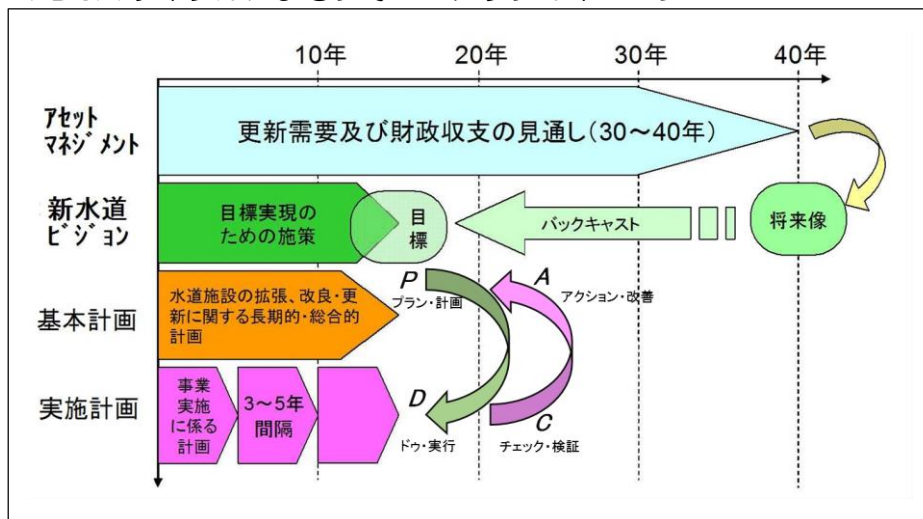 10年
20年
30年
40年
ｱｾｯﾄ
ﾏﾈｼﾞﾒﾝﾄ
更新需要及び財政収支の見通し(30～40年)
新水道
ﾋﾞｼﾞｮﾝ
目標実現の
ための施策
目
標
バックキャスト
将来像
基本計画
水道施設の拡張、改良・更
新に関する長期的・総合的
計画
P
プラン・計画
A
アクション・改善
実施計画
事業
実施
に係る
計画
3～5年
間隔
D
ドゥ・実行
C
チェック・検証